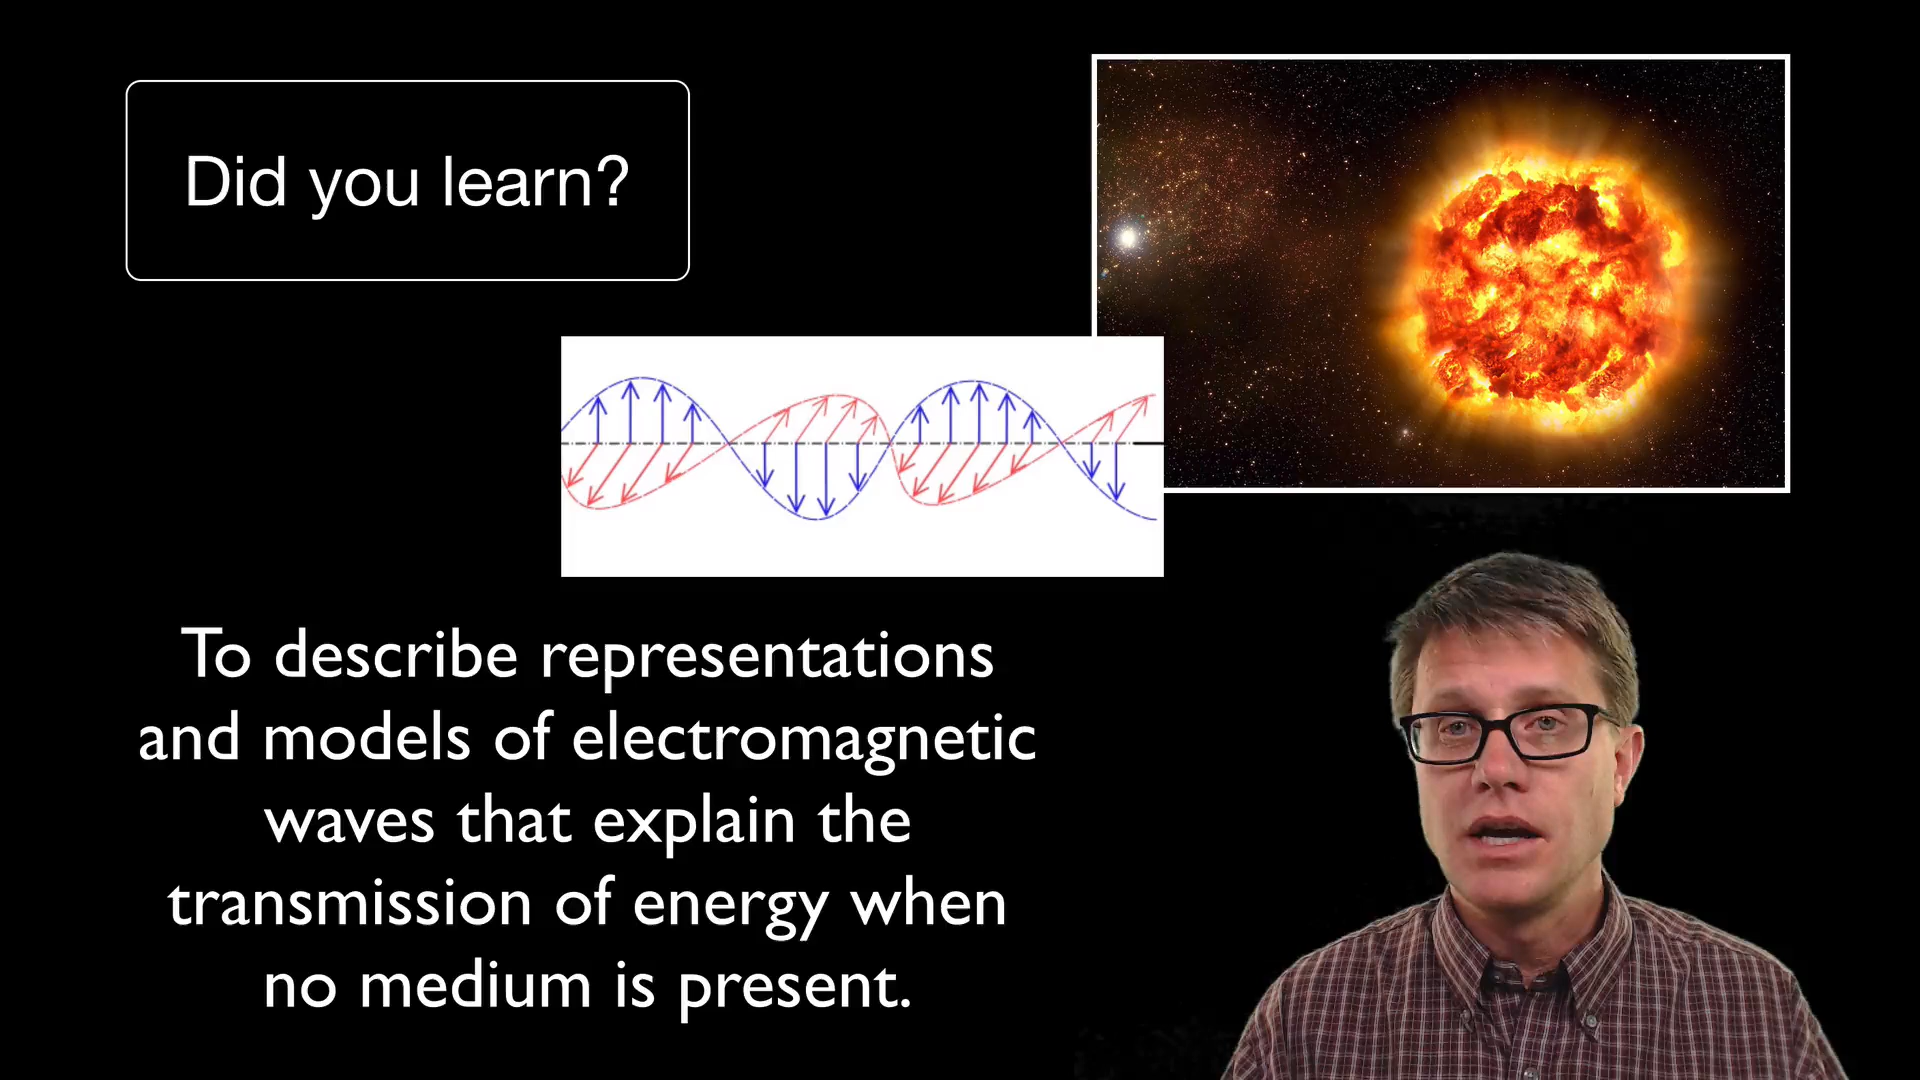 Did you learn?
To describe representations
and models of electromagnetic
waves that explain the
transmission of energy when
no medium is present.